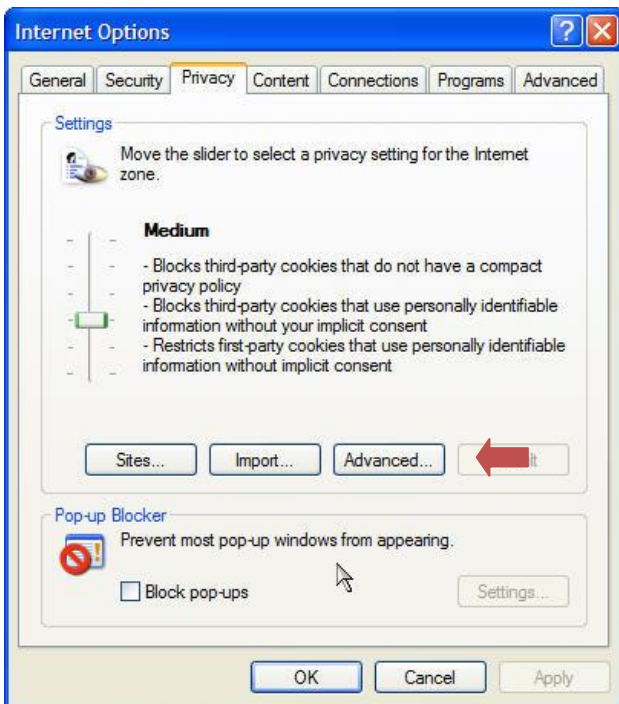 Internet Options
General Security Privacy Content Connections Programs Advanced
Settings
Move the slider to select a privacy setting for the Internet
zone.
Medium
- Blocks third-party cookies that do not have a compact
privacy policy
- Blocks third-party cookies that use personally identifiable
information without your implicit consent
- Restricts first-party cookies that use personally identifiable
information without implicit consent
Sites... Import... Advanced...
Pop-up Blocker
Prevent most pop-up windows from appearing.
Block pop-ups Settings...
OK Cancel Apply